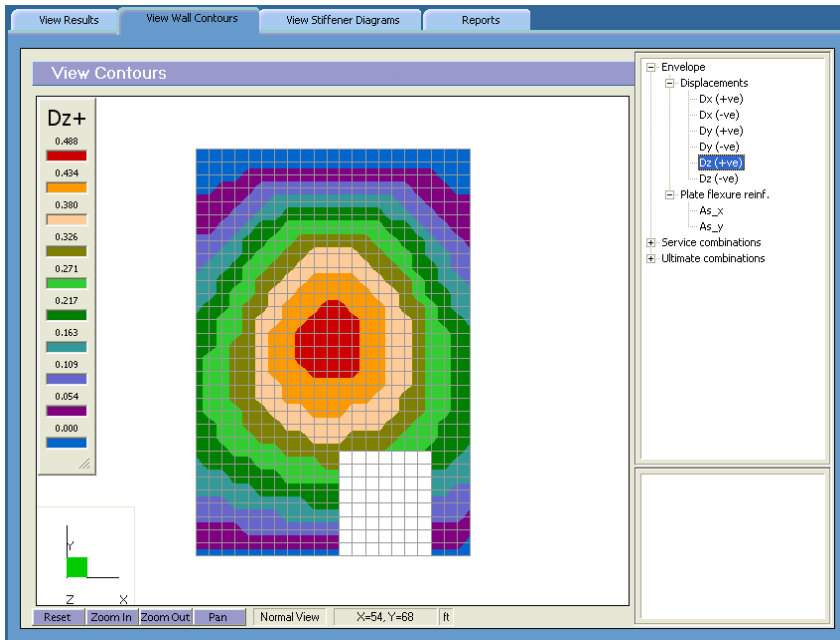 View Results
View Wall Contours
View Stiffener Diagrams
Reports
View Contours
Dz+
0.488
0.434
0.380
0.326
0.271
0.217
0.163
0.109
0.054
0.000
Y
Z X
Envelope
Displacements
Dx (+ve)
Dx (-ve)
Dy (+ve)
Dy (-ve)
Dz (+ve)
Dz (-ve)
Plate flexure reinf.
As_x
As_y
Service combinations
Ultimate combinations
Reset Zoom In Zoom Out Pan Normal View X=54, Y=68 ft